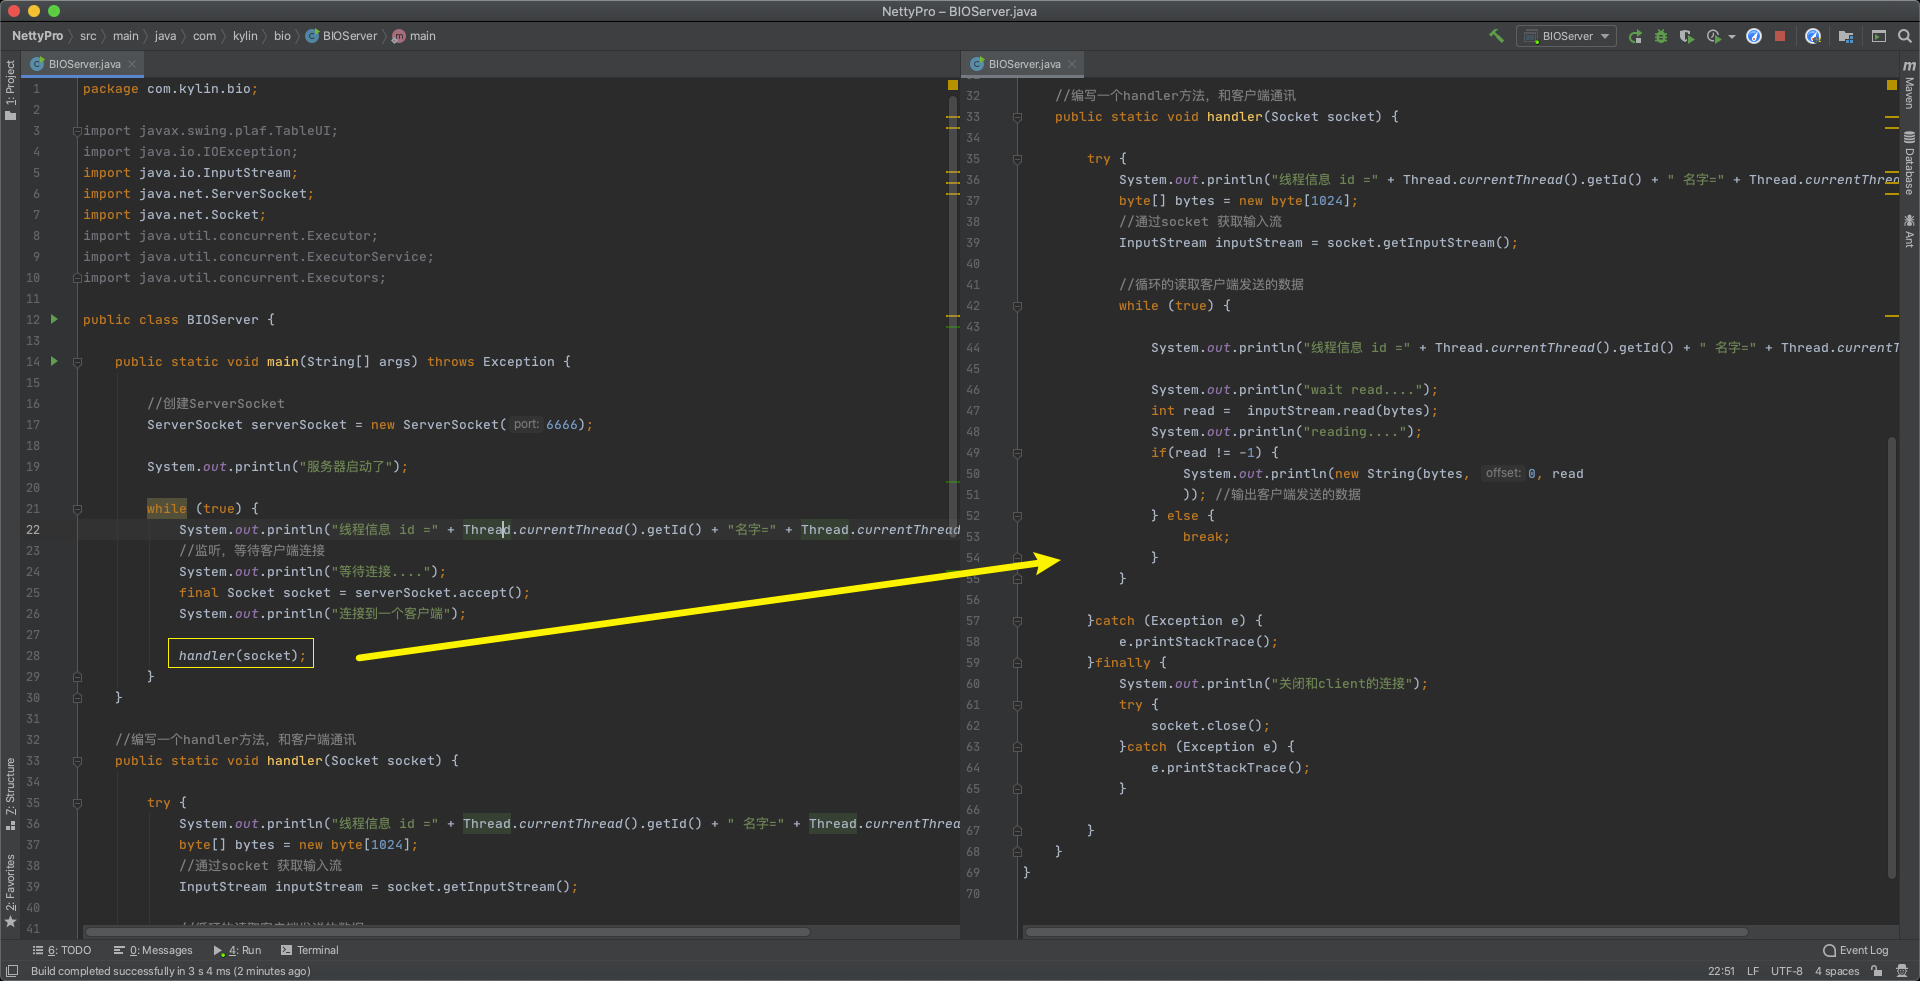 NettyPro – BIOServer.java
NettyPro src main java com kylin bio BIOServer main
BIOServer
1: Project
BIOServer.java
1 package com.kylin.bio;
2
3 import javax.swing.plaf.TableUI;
4 import java.io.IOException;
5 import java.io.InputStream;
6 import java.net.ServerSocket;
7 import java.net.Socket;
8 import java.util.concurrent.Executor;
9 import java.util.concurrent.ExecutorService;
10 import java.util.concurrent.Executors;
11
12 public class BIOServer {
13
14 public static void main(String[] args) throws Exception {
15
16 //创建ServerSocket
17 ServerSocket serverSocket = new ServerSocket( port: 6666);
18
19 System.out.println("服务器启动了");
20
21 while (true) {
22 System.out.println("线程信息 id =" + Thread.currentThread().getId() + "名字=" + Thread.currentThread
23 //监听，等待客户端连接
24 System.out.println("等待连接....");
25 final Socket socket = serverSocket.accept();
26 System.out.println("连接到一个客户端");
27
28 handler(socket);
29 }
30 }
31
32 //编写一个handler方法，和客户端通讯
33 public static void handler(Socket socket) {
34
35 try {
36 System.out.println("线程信息 id =" + Thread.currentThread().getId() + " 名字=" + Thread.currentThrea
37 byte[] bytes = new byte[1024];
38 //通过socket 获取输入流
39 InputStream inputStream = socket.getInputStream();
40
41 //循环的读取客户端发送的数据
BIOServer.java
32 //编写一个handler方法，和客户端通讯
33 public static void handler(Socket socket) {
34
35 try {
36 System.out.println("线程信息 id =" + Thread.currentThread().getId() + " 名字=" + Thread.currentThre
37 byte[] bytes = new byte[1024];
38 //通过socket 获取输入流
39 InputStream inputStream = socket.getInputStream();
40
41 //循环的读取客户端发送的数据
42 while (true) {
43
44 System.out.println("线程信息 id =" + Thread.currentThread().getId() + " 名字=" + Thread.currentT
45
46 System.out.println("wait read....");
47 int read =  inputStream.read(bytes);
48 System.out.println("reading....");
49 if(read != -1) {
50 System.out.println(new String(bytes, offset: 0, read
51 )); //输出客户端发送的数据
52 } else {
53 break;
54 }
55 }
56
57 }catch (Exception e) {
58 e.printStackTrace();
59 }finally {
60 System.out.println("关闭和client的连接");
61 try {
62 socket.close();
63 }catch (Exception e) {
64 e.printStackTrace();
65 }
66
67 }
68 }
69 }
70
m Maven
Database
Ant
7: Structure
2: Favorites
6: TODO 0: Messages 4: Run Terminal Event Log
Build completed successfully in 3 s 4 ms (2 minutes ago) 22:51 LF UTF-8 4 spaces